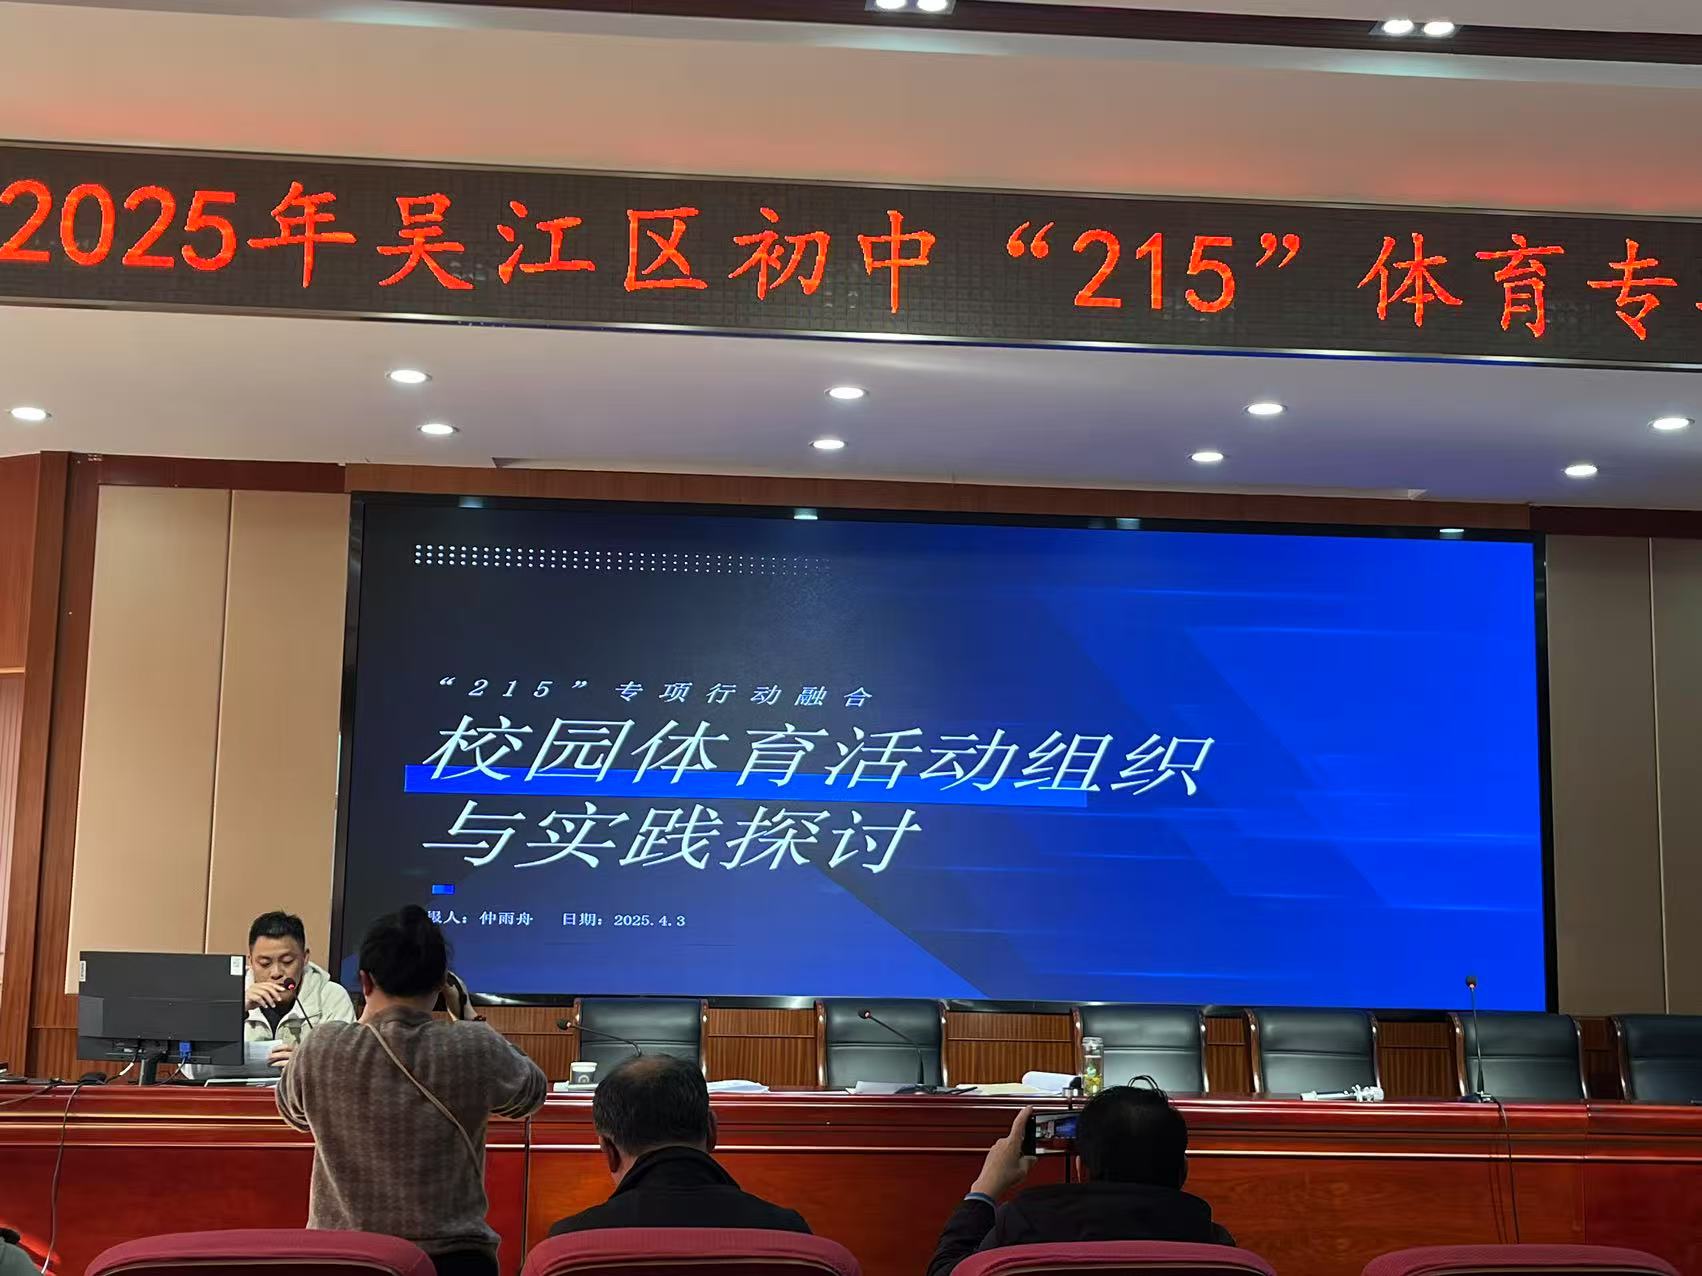 2025年吴江区初中“215”体育专
“215”专项行动融合
校园体育活动组织
与实践探讨
报人：仲雨舟 日期：2025.4.3